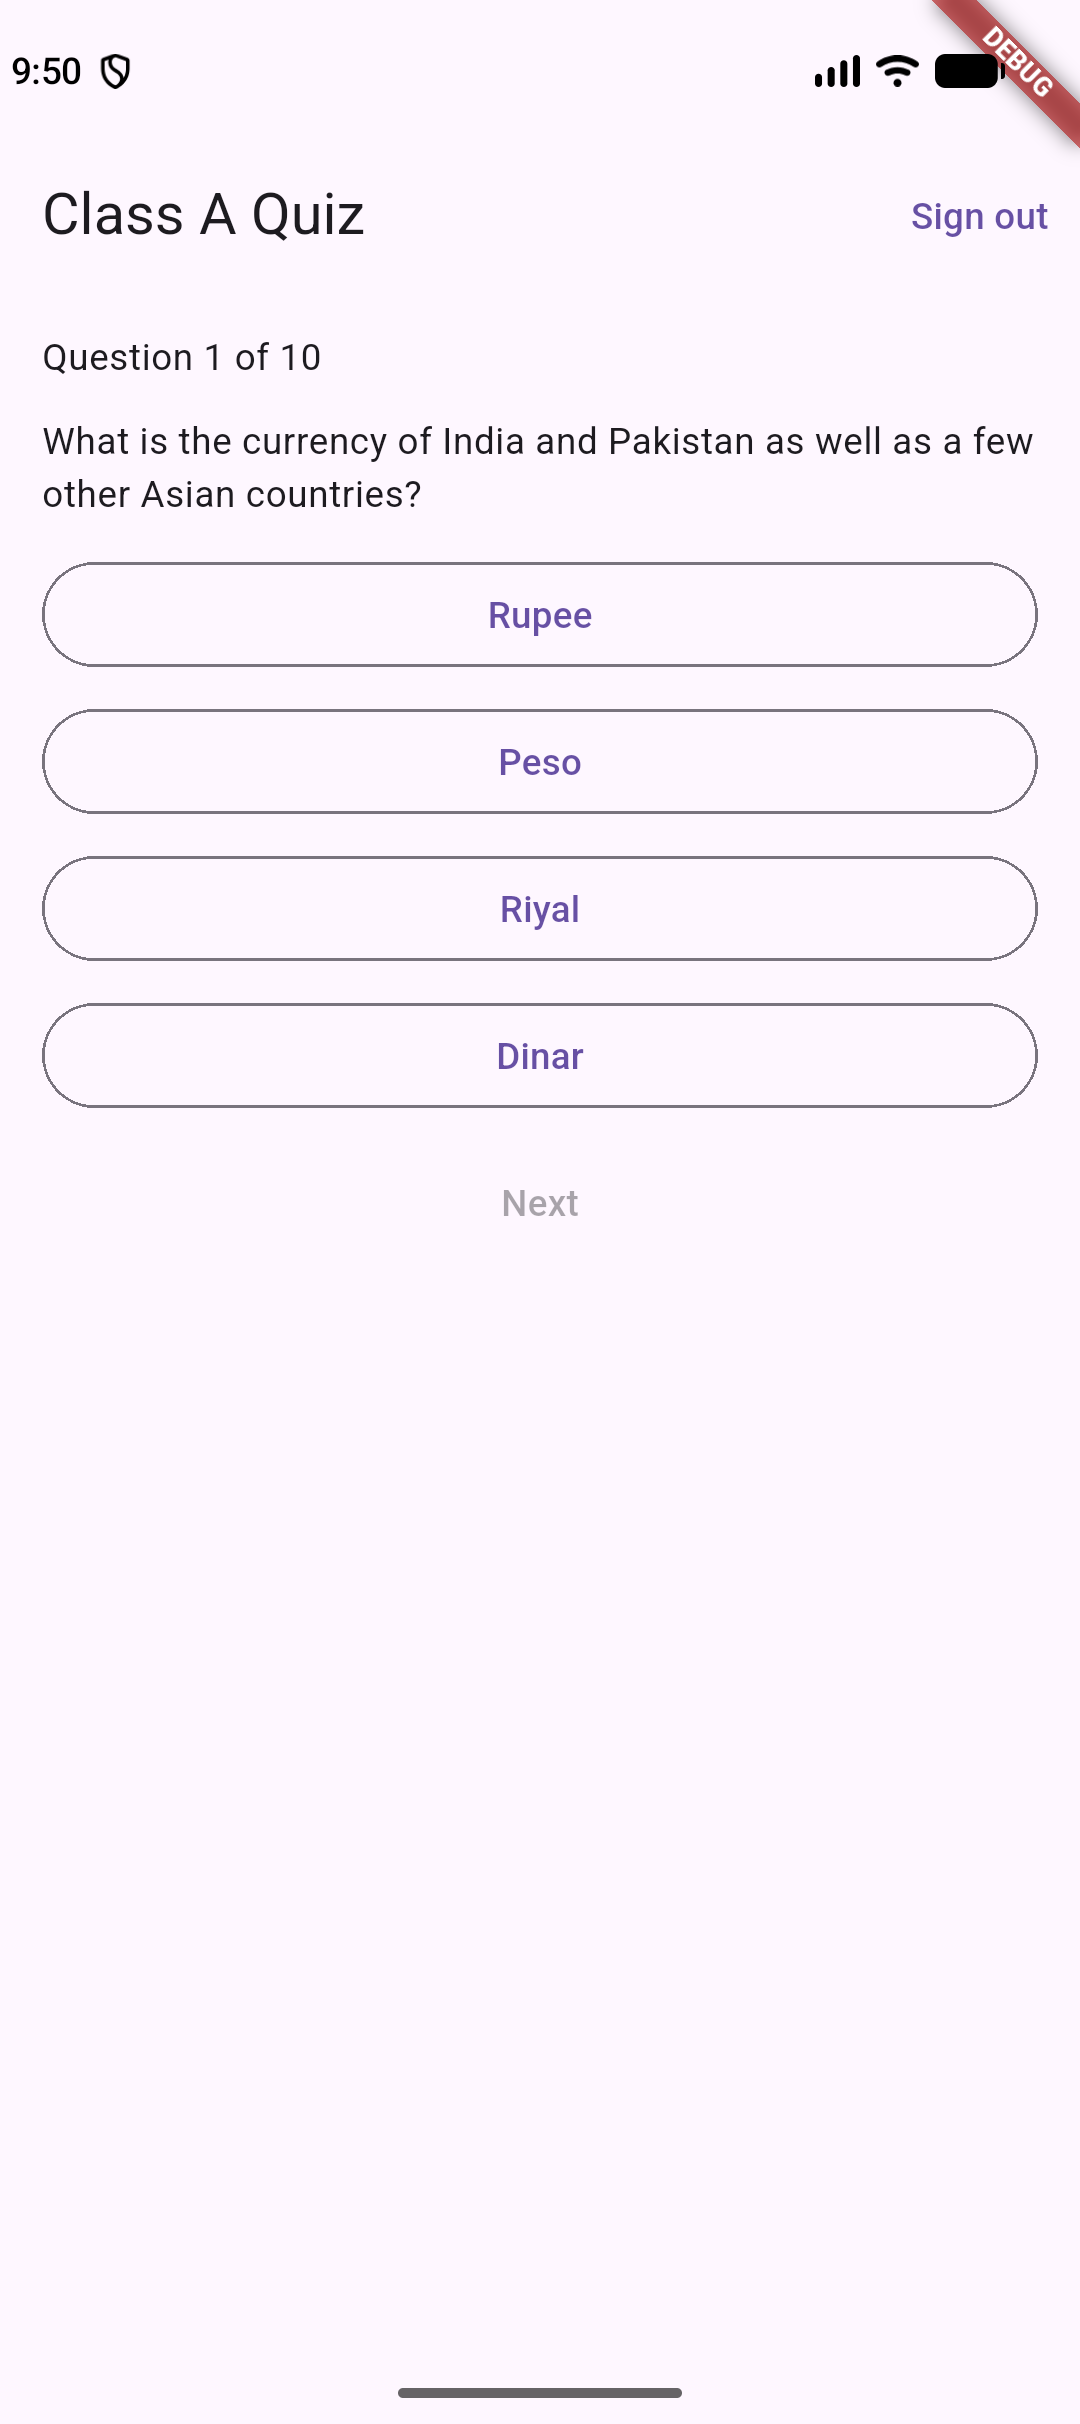 9:50
DEBUG
Class A Quiz
Sign out
Question 1 of 10
What is the currency of India and Pakistan as well as a few
other Asian countries?
Rupee
Peso
Riyal
Dinar
Next